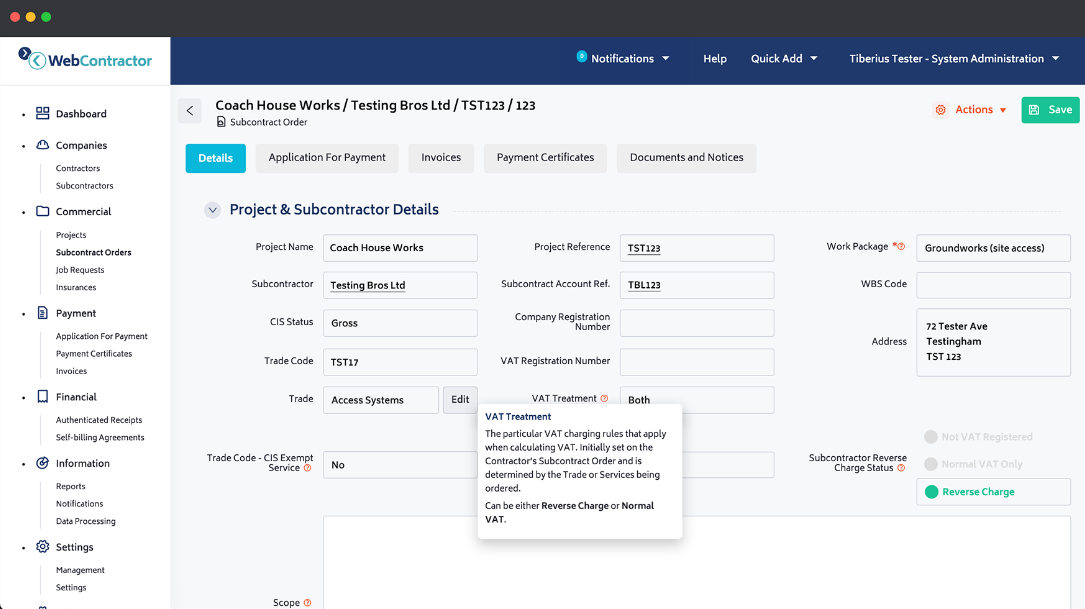 WebContractor
9
Notifications
Help
Quick Add
Tiberius Tester - System Administration
Dashboard
Companies
Contractors
Subcontractors
Commercial
Projects
Subcontract Orders
Job Requests
Insurances
Payment
Application For Payment
Payment Certificates
Invoices
Financial
Authenticated Receipts
Self-billing Agreements
Information
Reports
Notifications
Data Processing
Settings
Management
Settings
Coach House Works / Testing Bros Ltd / TST123 / 123
Subcontract Order
Actions
Save
Details
Application For Payment
Invoices
Payment Certificates
Documents and Notices
Project & Subcontractor Details
Project Name
Coach House Works
Project Reference
TST123
Work Package *
Groundworks (site access)
Subcontractor
Testing Bros Ltd
Subcontract Account Ref.
TBL123
WBS Code
CIS Status
Gross
Company Registration
Number
Address
72 Tester Ave
Testingham
TST 123
Trade Code
TST17
VAT Registration Number
Trade
Access Systems
Edit
VAT Treatment
Both
VAT Treatment
The particular VAT charging rules that apply
when calculating VAT. Initially set on the
Contractor's Subcontract Order and is
determined by the Trade or Services being
ordered.
Can be either Reverse Charge or Normal
VAT.
Trade Code - CIS Exempt
Service
No
Subcontractor Reverse
Charge Status
Not VAT Registered
Normal VAT Only
Reverse Charge
Scope